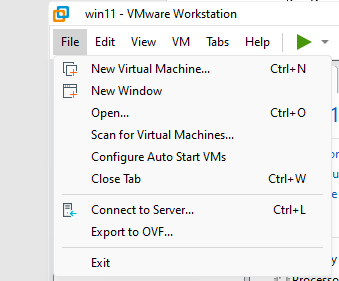 win11 - VMware Workstation
File Edit View VM Tabs Help
New Virtual Machine... Ctrl+N
New Window
Open... Ctrl+O
Scan for Virtual Machines...
Configure Auto Start VMs
Close Tab Ctrl+W
Connect to Server... Ctrl+L
Export to OVF...
Exit